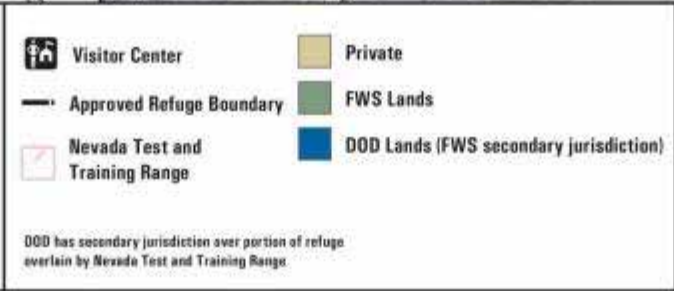 Visitor Center
Approved Refuge Boundary
Nevada Test and
Training Range
Private
FWS Lands
DOD Lands (FWS secondary jurisdiction)
DOD has secondary jurisdiction over portion of refuge
overlain by Nevada Test and Training Range